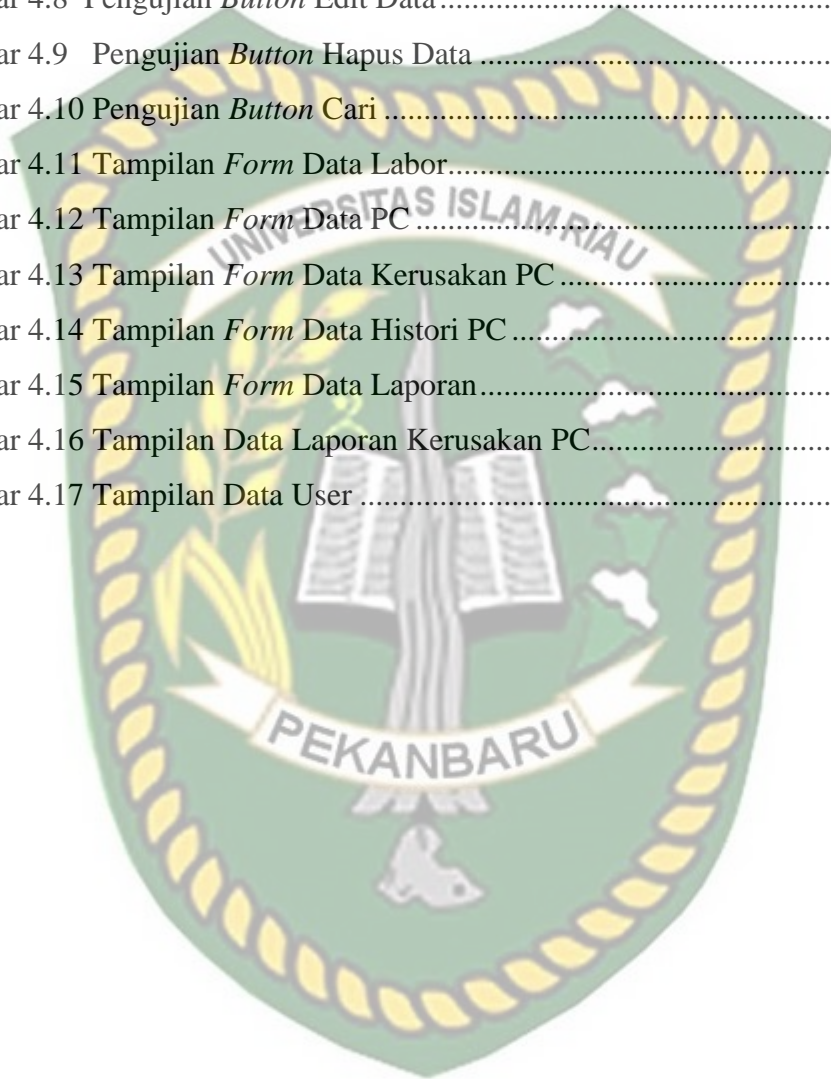 ar 4.8 Pengujian Button Edit Data
ar 4.9 Pengujian Button Hapus Data
ar 4.10 Pengujian Button Cari
ar 4.11 Tampilan Form Data Labor
ar 4.12 Tampilan Form Data PC
UNIVERSITAS ISLAM RIAU
ar 4.13 Tampilan Form Data Kerusakan PC
ar 4.14 Tampilan Form Data Histori PC
ar 4.15 Tampilan Form Data Laporan
ar 4.16 Tampilan Data Laporan Kerusakan PC
ar 4.17 Tampilan Data User
PEKANBARU